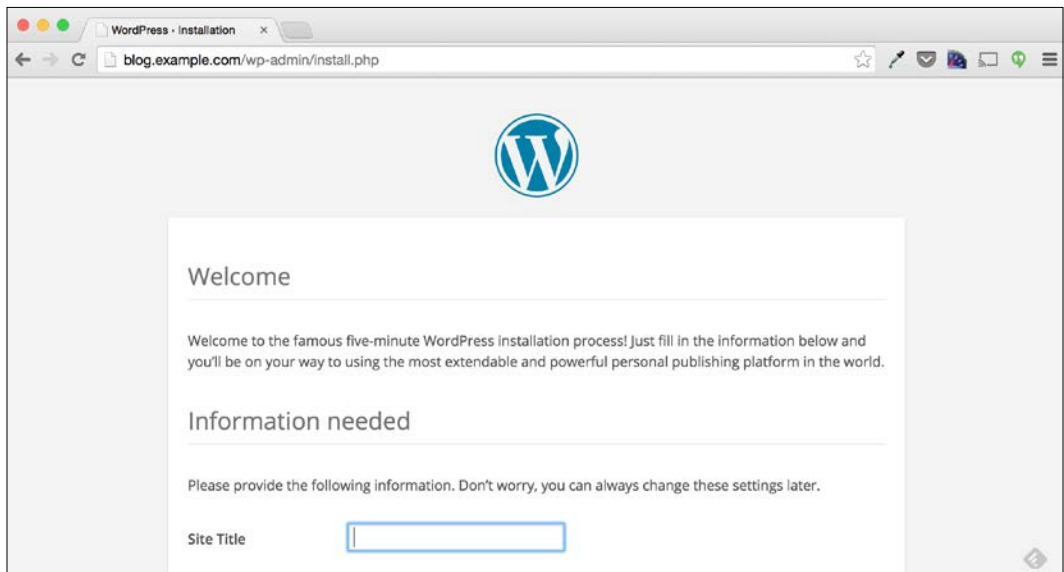 WordPress › Installation
blog.example.com/wp-admin/install.php
Welcome
Welcome to the famous five-minute WordPress installation process! Just fill in the information below and
you'll be on your way to using the most extendable and powerful personal publishing platform in the world.
Information needed
Please provide the following information. Don't worry, you can always change these settings later.
Site Title